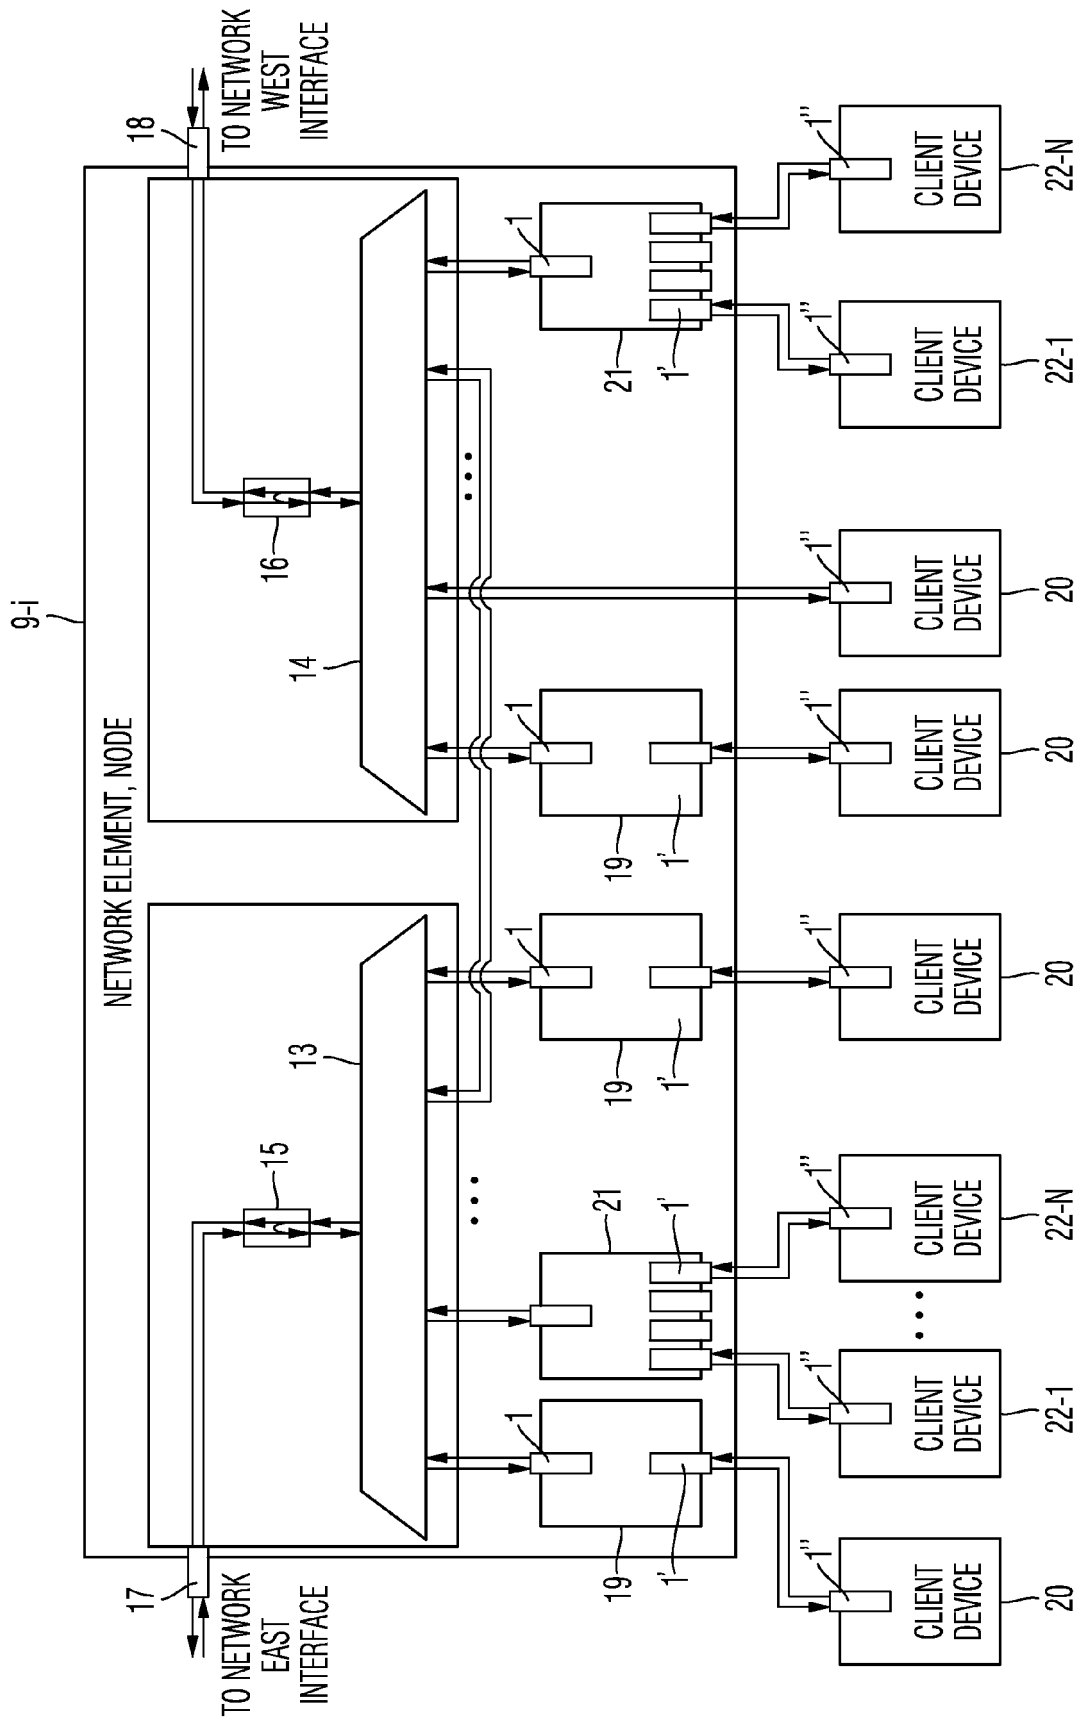 9-i
NETWORK ELEMENT, NODE
17
TO NETWORK
EAST
INTERFACE
18
TO NETWORK
WEST
INTERFACE
15
16
13
14
1
1
1
1
19
21
19
19
21
1'
1'
1'
1'
1'
1"
1"
1"
1"
1"
1"
1"
1"
CLIENT
DEVICE
CLIENT
DEVICE
CLIENT
DEVICE
CLIENT
DEVICE
CLIENT
DEVICE
CLIENT
DEVICE
CLIENT
DEVICE
CLIENT
DEVICE
20
22-1
22-N
20
20
20
22-1
22-N